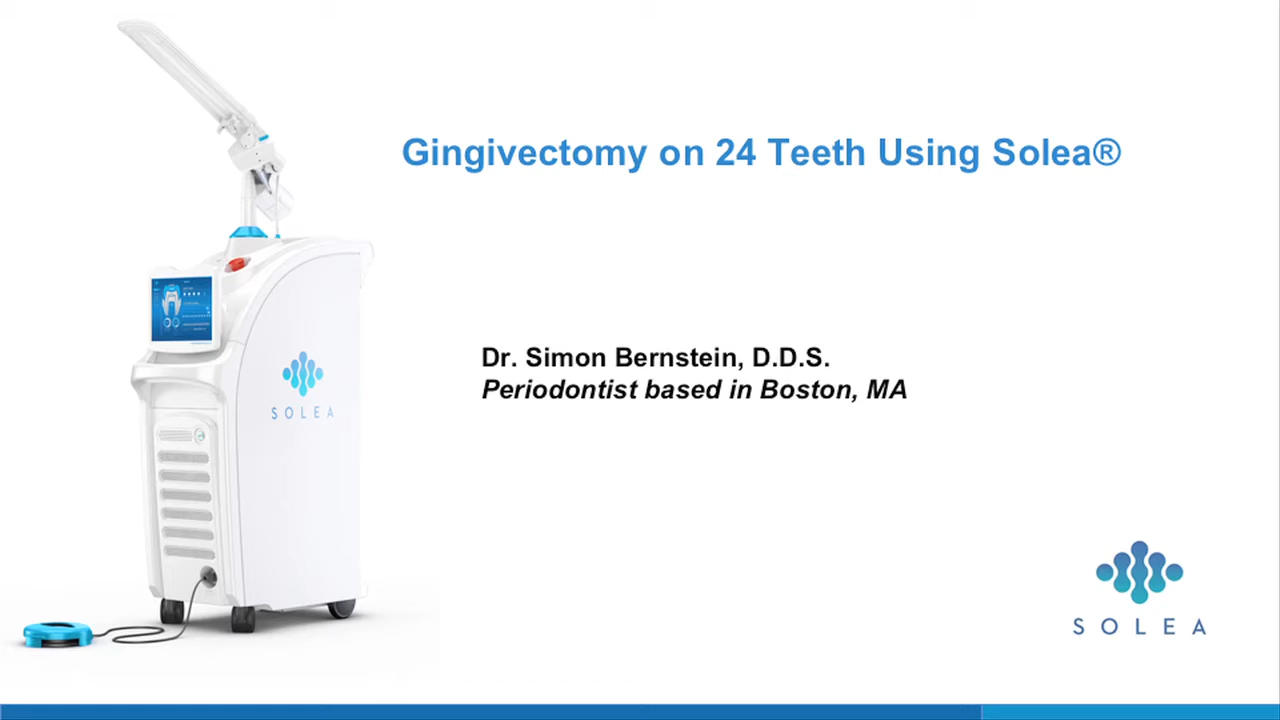 Gingivectomy on 24 Teeth Using Solea®
Dr. Simon Bernstein, D.D.S.
Periodontist based in Boston, MA
SOLEA
SOLEA